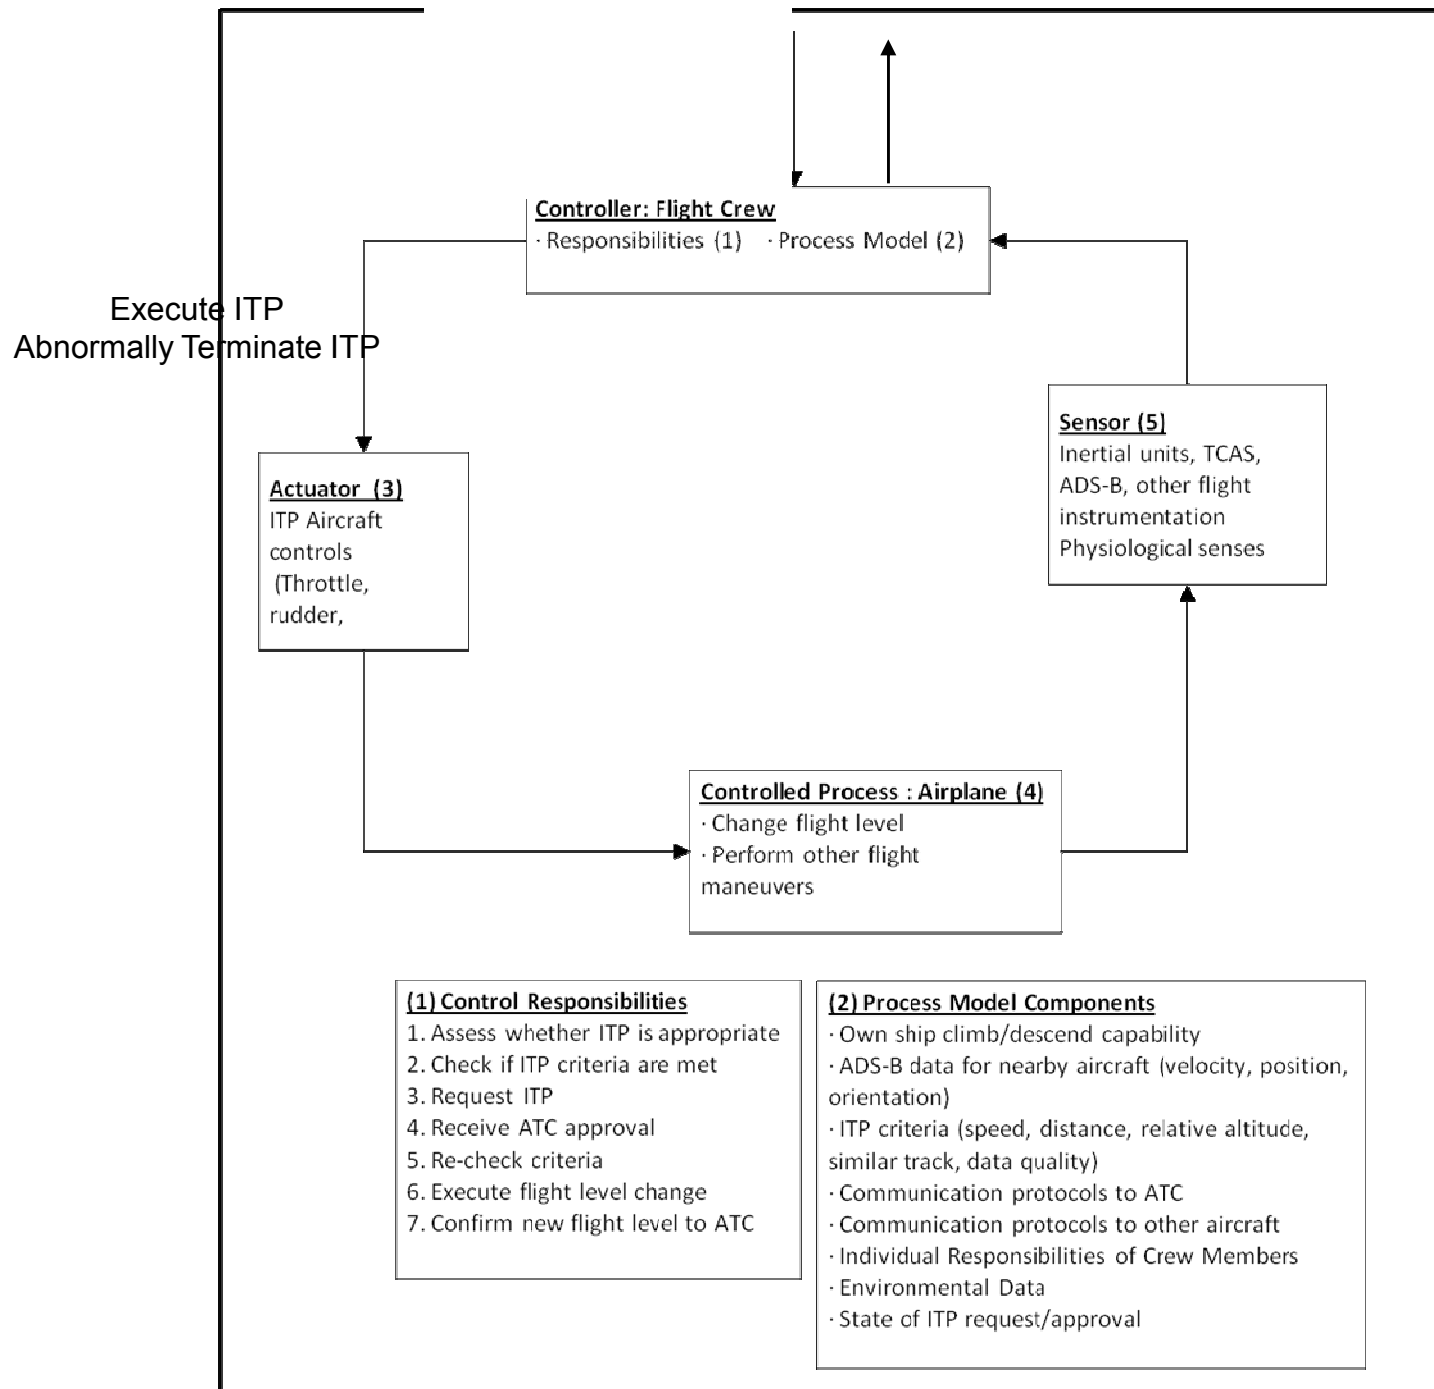 Controller: Flight Crew
· Responsibilities (1) · Process Model (2)
Execute ITP
Abnormally Terminate ITP
Sensor (5)
Inertial units, TCAS,
ADS-B, other flight
instrumentation
Physiological senses
Actuator (3)
ITP Aircraft
controls
(Throttle,
rudder,
Controlled Process : Airplane (4)
· Change flight level
· Perform other flight
maneuvers
(1) Control Responsibilities
1. Assess whether ITP is appropriate
2. Check if ITP criteria are met
3. Request ITP
4. Receive ATC approval
5. Re-check criteria
6. Execute flight level change
7. Confirm new flight level to ATC
(2) Process Model Components
· Own ship climb/descend capability
· ADS-B data for nearby aircraft (velocity, position,
orientation)
· ITP criteria (speed, distance, relative altitude,
similar track, data quality)
· Communication protocols to ATC
· Communication protocols to other aircraft
· Individual Responsibilities of Crew Members
· Environmental Data
· State of ITP request/approval